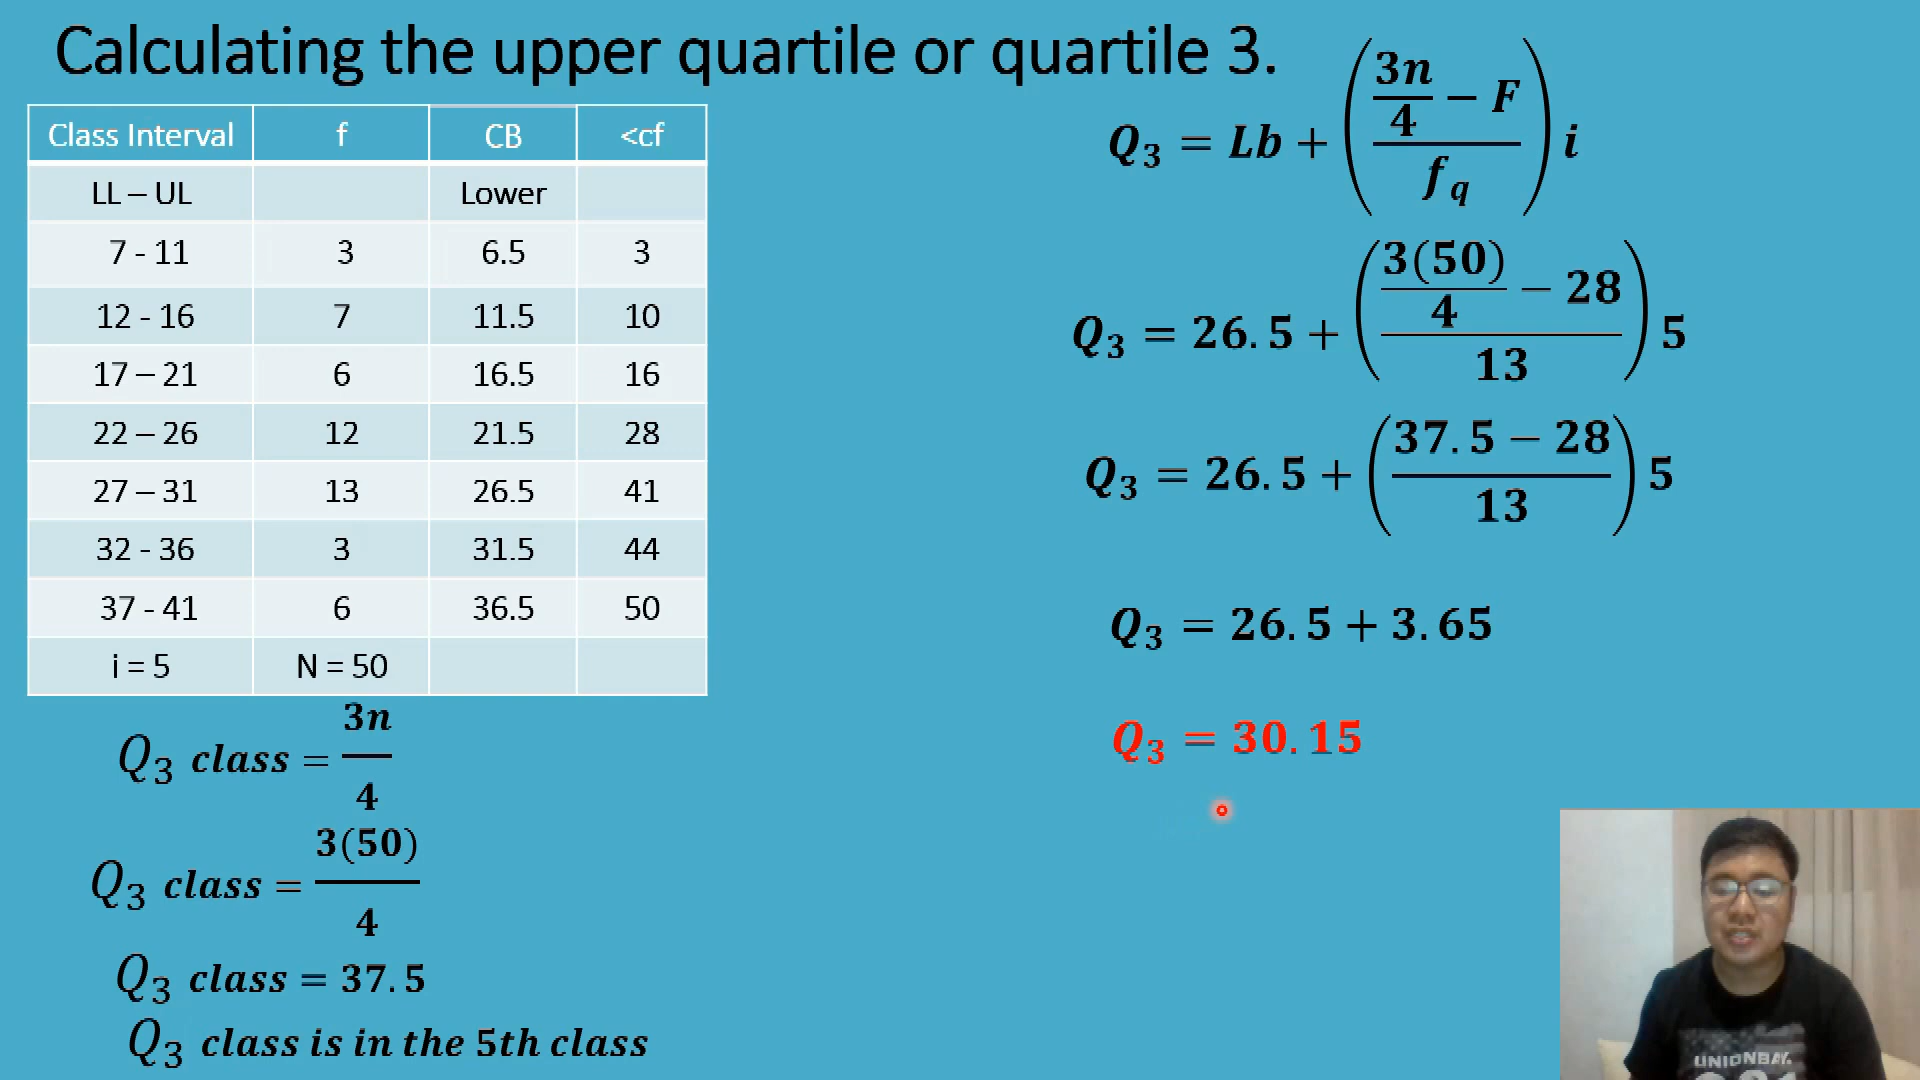 Calculating the upper quartile or quartile 3.
Class Interval f CB <cf
LL – UL Lower
7 - 11 3 6.5 3
12 - 16 7 11.5 10
17 – 21 6 16.5 16
22 – 26 12 21.5 28
27 – 31 13 26.5 41
32 - 36 3 31.5 44
37 - 41 6 36.5 50
i = 5 N = 50
Q₃ class = 3n/4
Q₃ class = 3(50)/4
Q₃ class = 37.5
Q₃ class is in the 5th class
Q₃ = Lb + ((3n/4 − F)/f_q) i
Q₃ = 26.5 + ((3(50)/4 − 28)/13) 5
Q₃ = 26.5 + ((37.5 − 28)/13) 5
Q₃ = 26.5 + 3.65
Q₃ = 30.15
UNIONBAY.